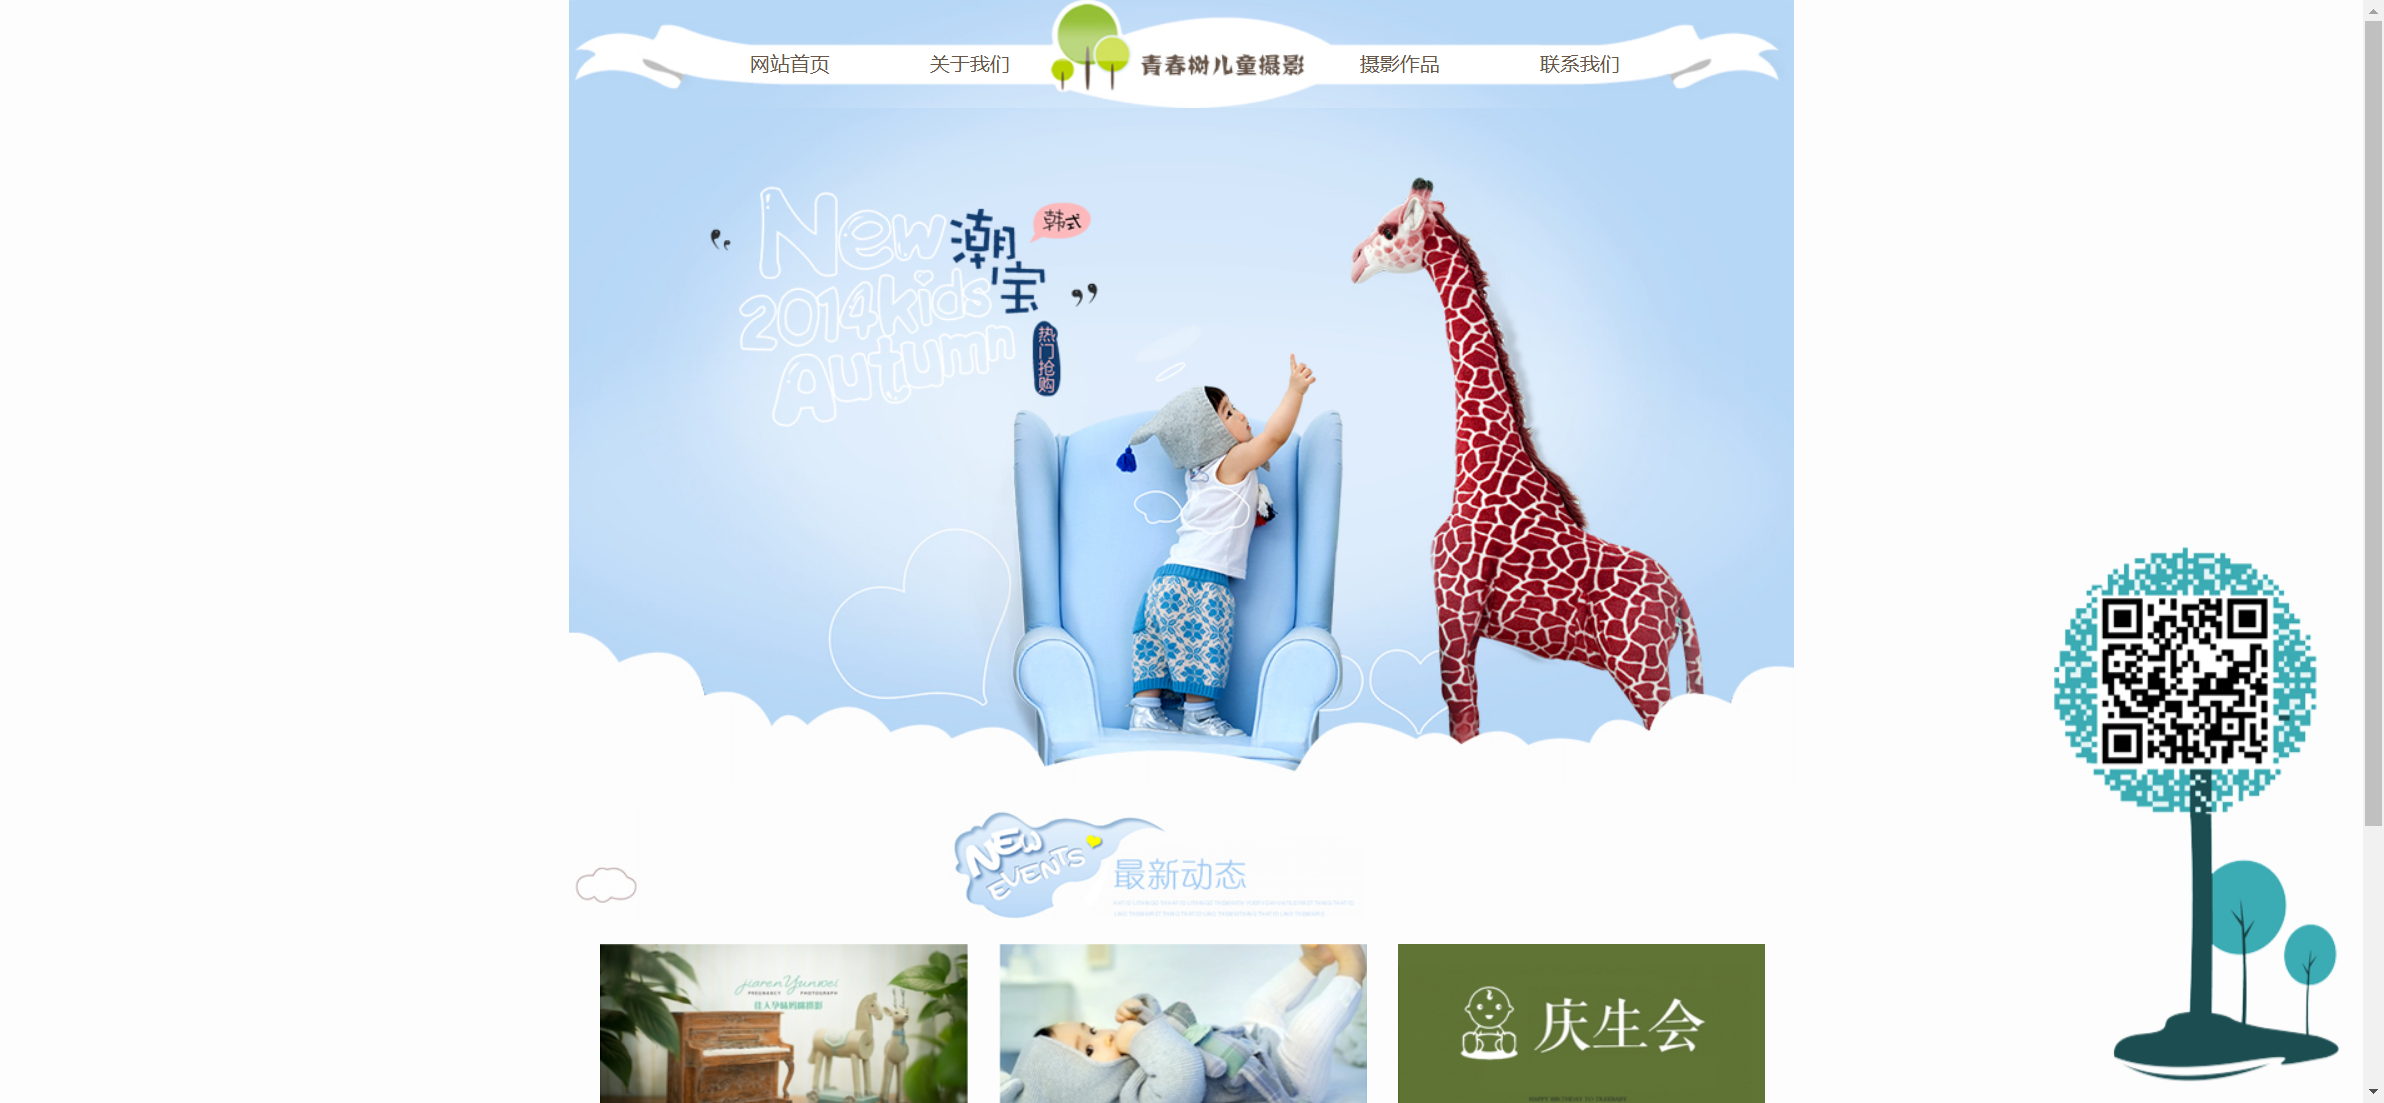 网站首页
关于我们
青春树儿童摄影
摄影作品
联系我们
New
2014kids
Autumn
潮宝
韩式
热门抢购
NEW
EVENTS
最新动态
jiarenYunwei
PREGNANCY PHOTOGRAPH
佳人孕味妈咪摄影
庆生会